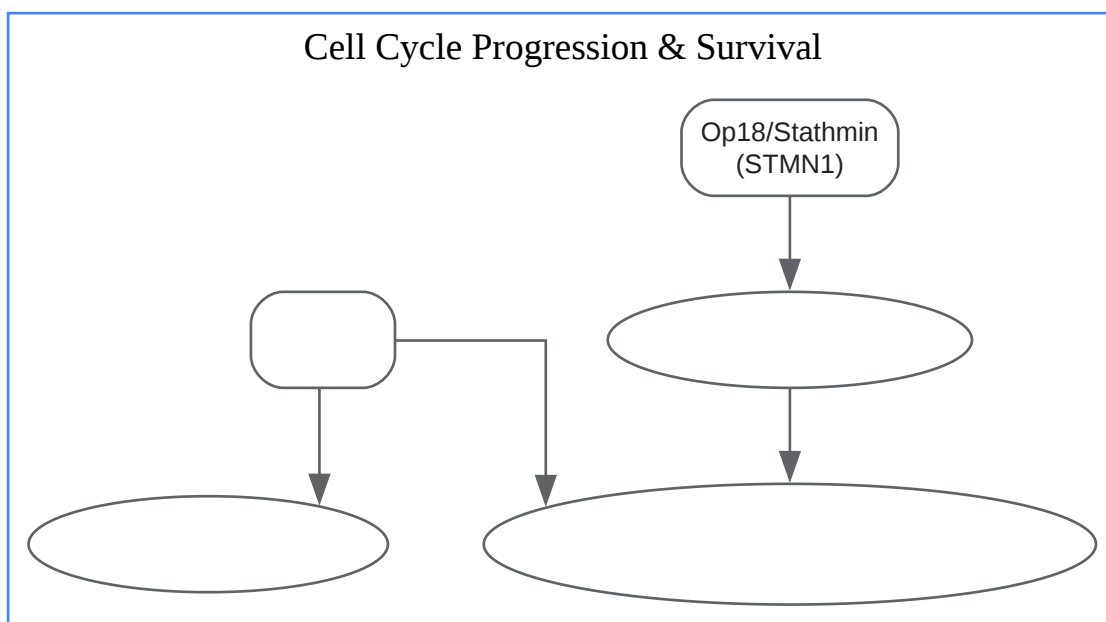 Cell Cycle Progression & Survival
Op18/Stathmin
(STMN1)